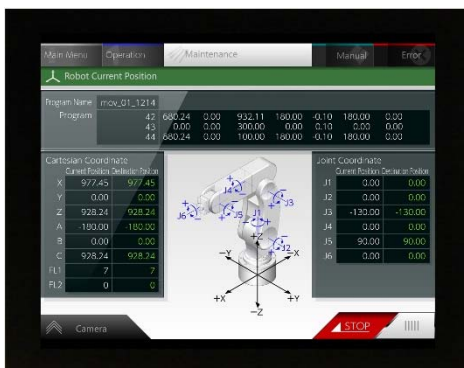 Main Menu Operation Maintenance Manual Error
Robot Current Position
Program Name mov_01_1214
Program 42 680.24 0.00 932.11 180.00 -0.10 180.00 0.00
43 0.00 0.00 300.00 0.00 0.10 0.00 0.00
44 680.24 0.00 100.00 180.00 -0.10 180.00 0.00
Cartesian Coordinate
Current Position Destination Position
X 977.45 977.45
Y 0.00 0.00
Z 928.24 928.24
A -180.00 -180.00
B 0.00 0.00
C 928.24 928.24
FL1 7 7
FL2 0 0
J4
J6 J5 J1 J3
+Z
J2
-Y -X
+X +Y
-Z
Joint Coordinate
Current Position Destination Position
J1 0.00 0.00
J2 0.00 0.00
J3 -130.00 -130.00
J4 0.00 0.00
J5 90.00 90.00
J6 0.00 0.00
Camera STOP